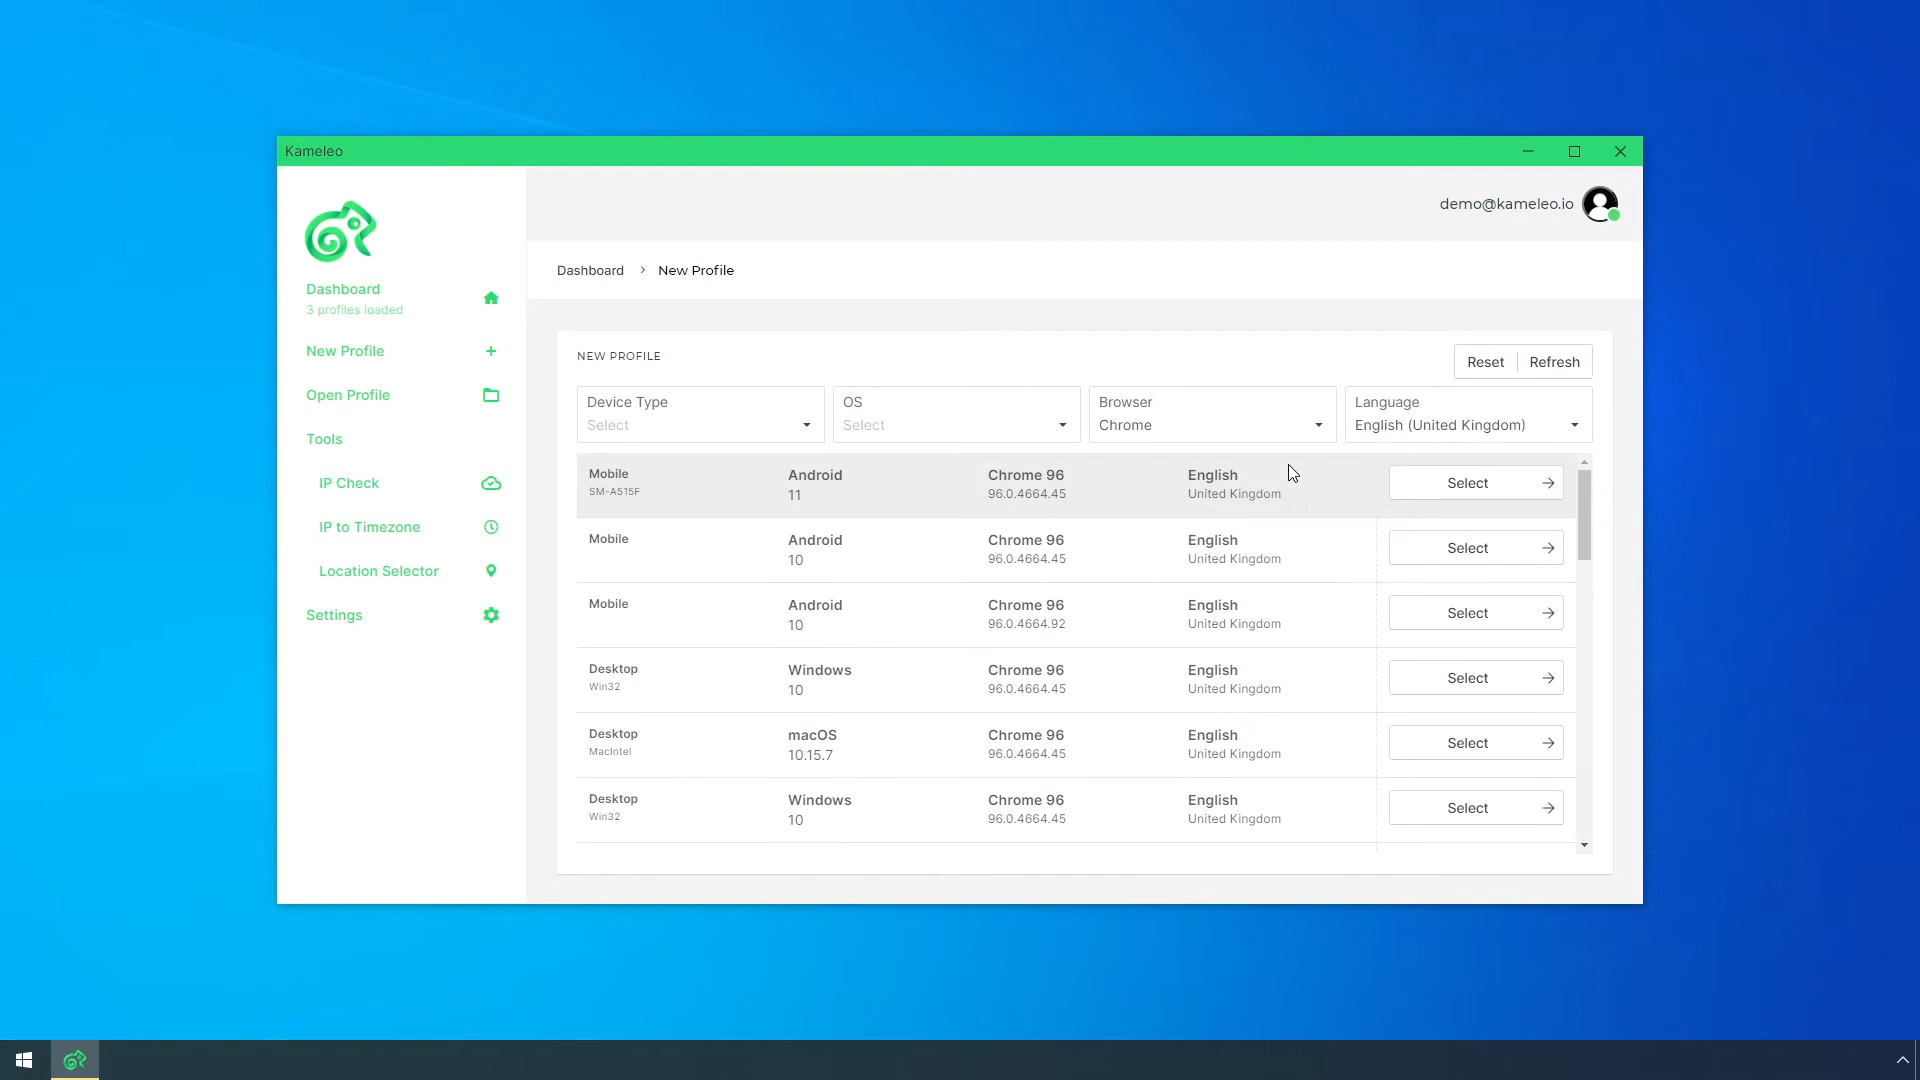 Kameleo
demo@kameleo.io
Dashboard
3 profiles loaded
New Profile
Open Profile
Tools
IP Check
IP to Timezone
Location Selector
Settings
Dashboard > New Profile
NEW PROFILE
Reset Refresh
Device Type OS Browser Language
Select Select Chrome English (United Kingdom)
Mobile Android Chrome 96 English Select
SM-A515F 11 96.0.4664.45 United Kingdom
Mobile Android Chrome 96 English Select
10 96.0.4664.45 United Kingdom
Mobile Android Chrome 96 English Select
10 96.0.4664.92 United Kingdom
Desktop Windows Chrome 96 English Select
Win32 10 96.0.4664.45 United Kingdom
Desktop macOS Chrome 96 English Select
MacIntel 10.15.7 96.0.4664.45 United Kingdom
Desktop Windows Chrome 96 English Select
Win32 10 96.0.4664.45 United Kingdom